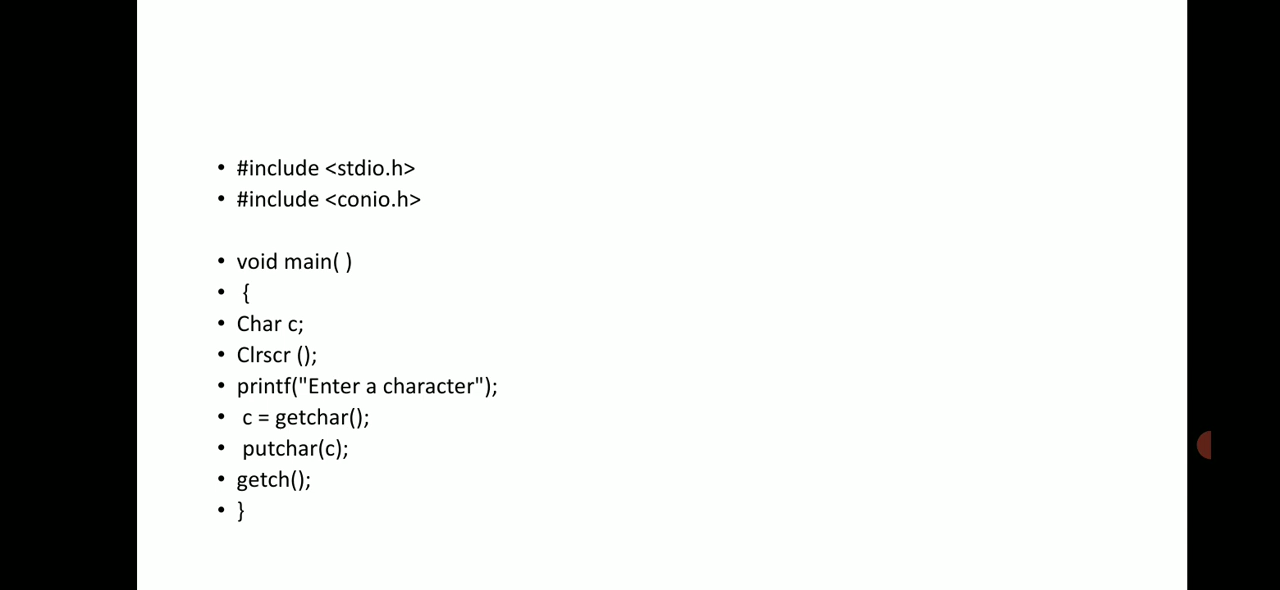 • #include <stdio.h>
• #include <conio.h>
• void main( )
• {
• Char c;
• Clrscr ();
• printf("Enter a character");
• c = getchar();
• putchar(c);
• getch();
• }